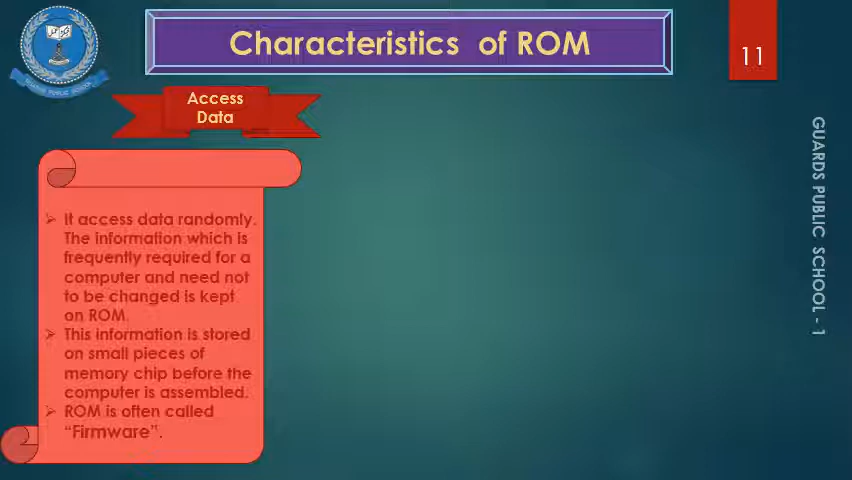 Characteristics of ROM
11
Access
Data
It access data randomly.
The information which is
frequently required for a
computer and need not
to be changed is kept
on ROM.
This information is stored
on small pieces of
memory chip before the
computer is assembled.
ROM is often called
“Firmware”.
GUARDS PUBLIC SCHOOL - 1